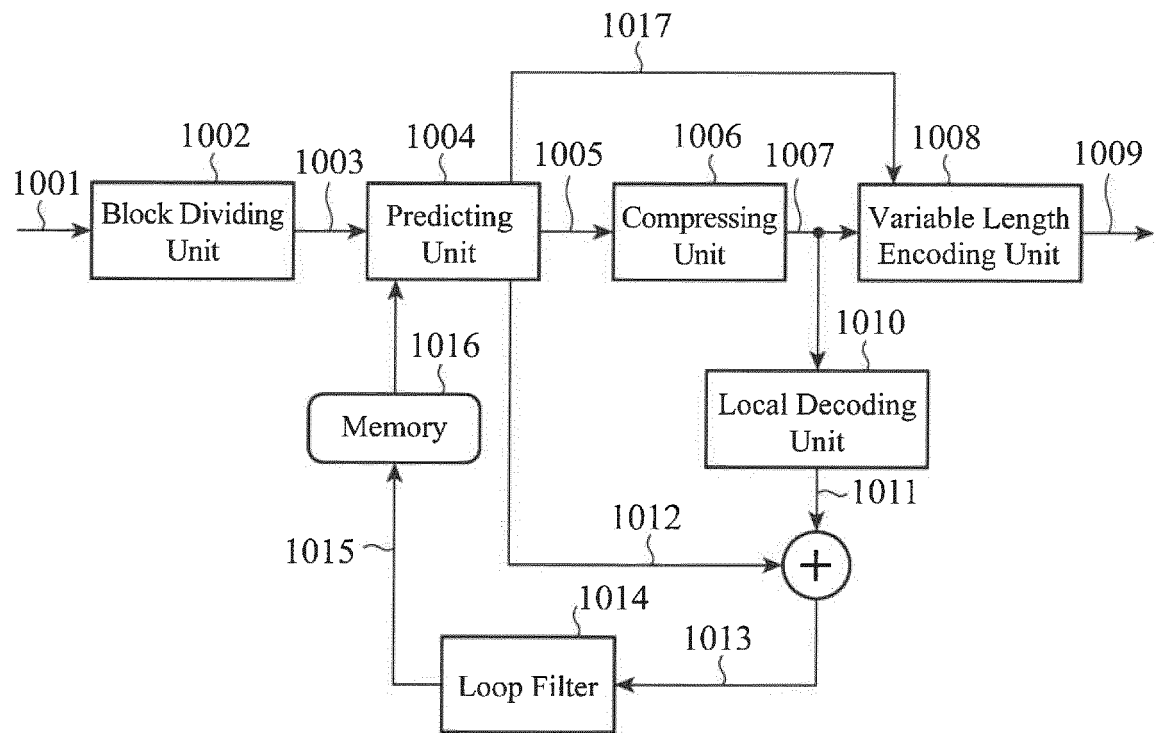 1017
1002
1004
1006
1008
1001
1003
1005
1007
1009
Block Dividing
Unit
Predicting
Unit
Compressing
Unit
Variable Length
Encoding Unit
1016
1010
Memory
Local Decoding
Unit
1011
1012
1015
+
1014
1013
Loop Filter